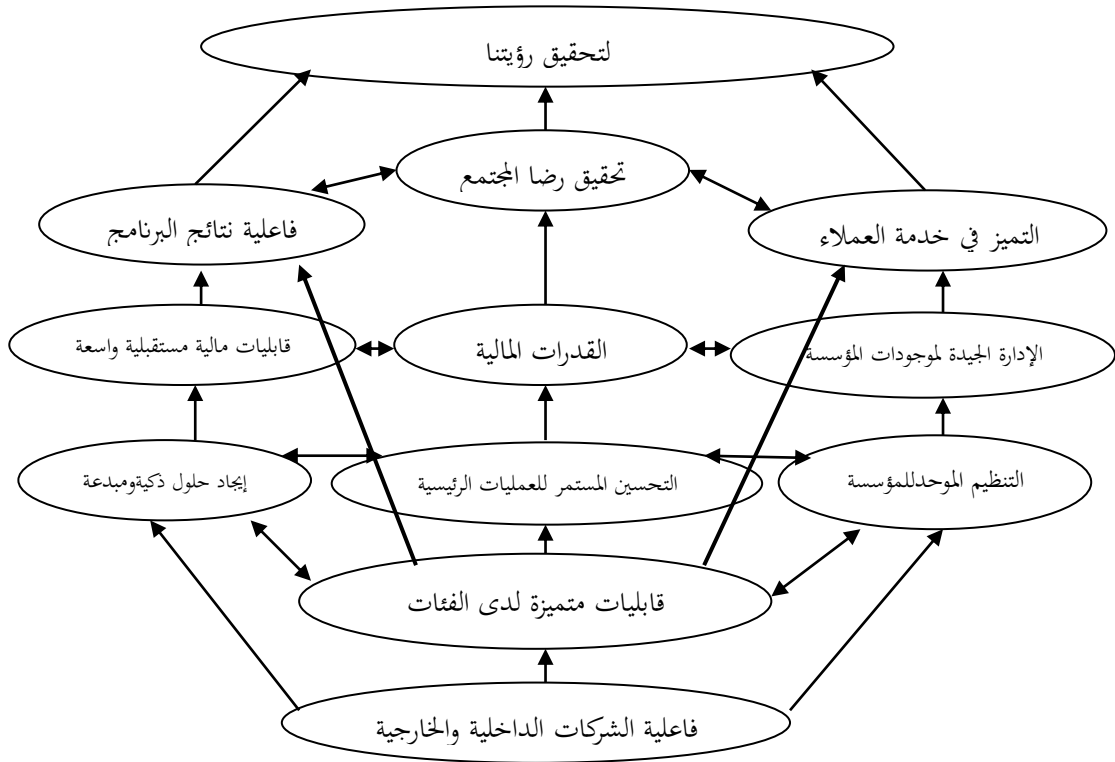 لتحقيق رؤيتنا
تحقيق رضا المجتمع
التميز في خدمة العملاء
فاعلية نتائج البرنامج
الإدارة الجيدة لموجودات المؤسسة
القدرات المالية
قابليات مالية مستقبلية واسعة
التنظيم الموحدللمؤسسة
التحسين المستمر للعمليات الرئيسية
إيجاد حلول ذكيةومبدعة
قابليات متميزة لدى الفئات
فاعلية الشركات الداخلية والخارجية